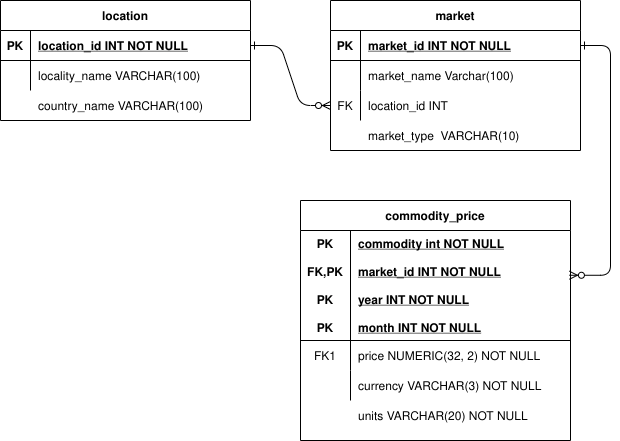 location
PK location_id INT NOT NULL
locality_name VARCHAR(100)
country_name VARCHAR(100)
market
PK market_id INT NOT NULL
market_name Varchar(100)
FK location_id INT
market_type VARCHAR(10)
commodity_price
PK commodity int NOT NULL
FK,PK market_id INT NOT NULL
PK year INT NOT NULL
PK month INT NOT NULL
FK1 price NUMERIC(32, 2) NOT NULL
currency VARCHAR(3) NOT NULL
units VARCHAR(20) NOT NULL